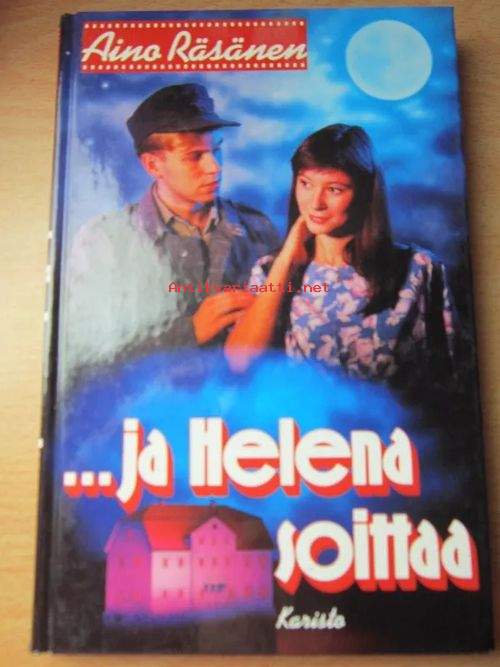 Aino Räsänen
Antikvariaatti.net
...ja Helena
soittaa
Karisto